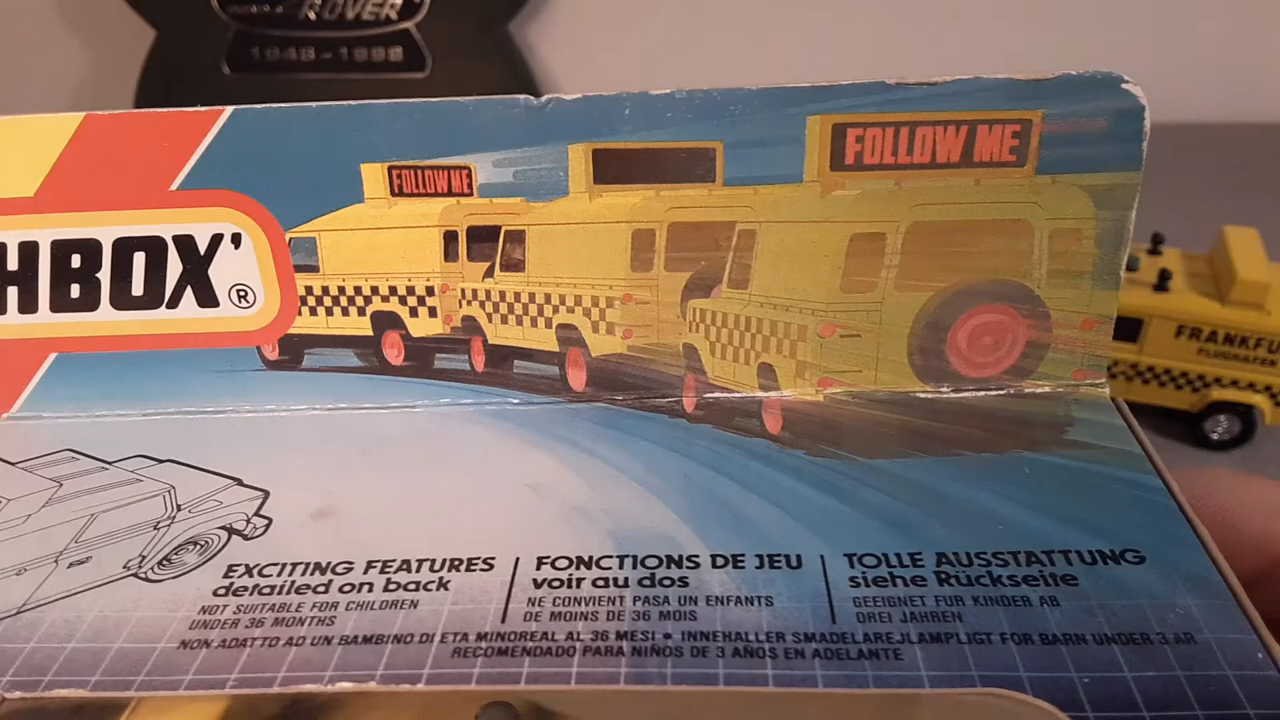 ROVER
1948-1998
FOLLOW ME
FOLLOW ME
HBOX'®
FRANKFU
FLUGHAFEN
EXCITING FEATURES
detailed on back
NOT SUITABLE FOR CHILDREN
UNDER 36 MONTHS
FONCTIONS DE JEU
voir au dos
NE CONVIENT PASA UN ENFANTS
DE MOINS DE 36 MOIS
TOLLE AUSSTATTUNG
siehe Rückseite
GEEIGNET FUR KINDER AB
DREI JAHREN
NON ADATTO AD UN BAMBINO DI ETA MINOREAL AL 36 MESI • INNEHALLER SMADELAREJLAMPLIGT FOR BARN UNDER 3 AR
RECOMENDADO PARA NIÑOS DE 3 AÑOS EN ADELANTE